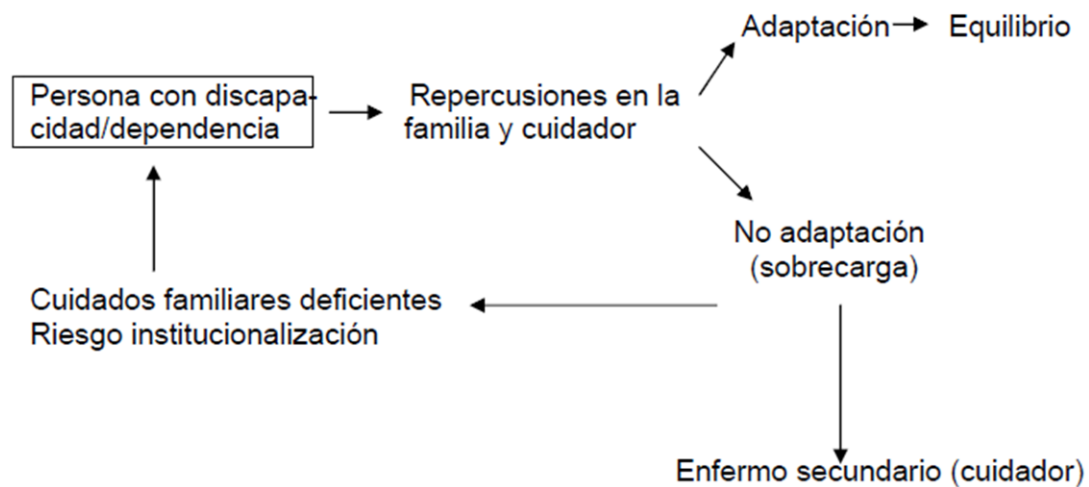 Adaptación
Equilibrio
Persona con discapa-
cidad/dependencia
Repercusiones en la
familia y cuidador
No adaptación
(sobrecarga)
Cuidados familiares deficientes
Riesgo institucionalización
Enfermo secundario (cuidador)